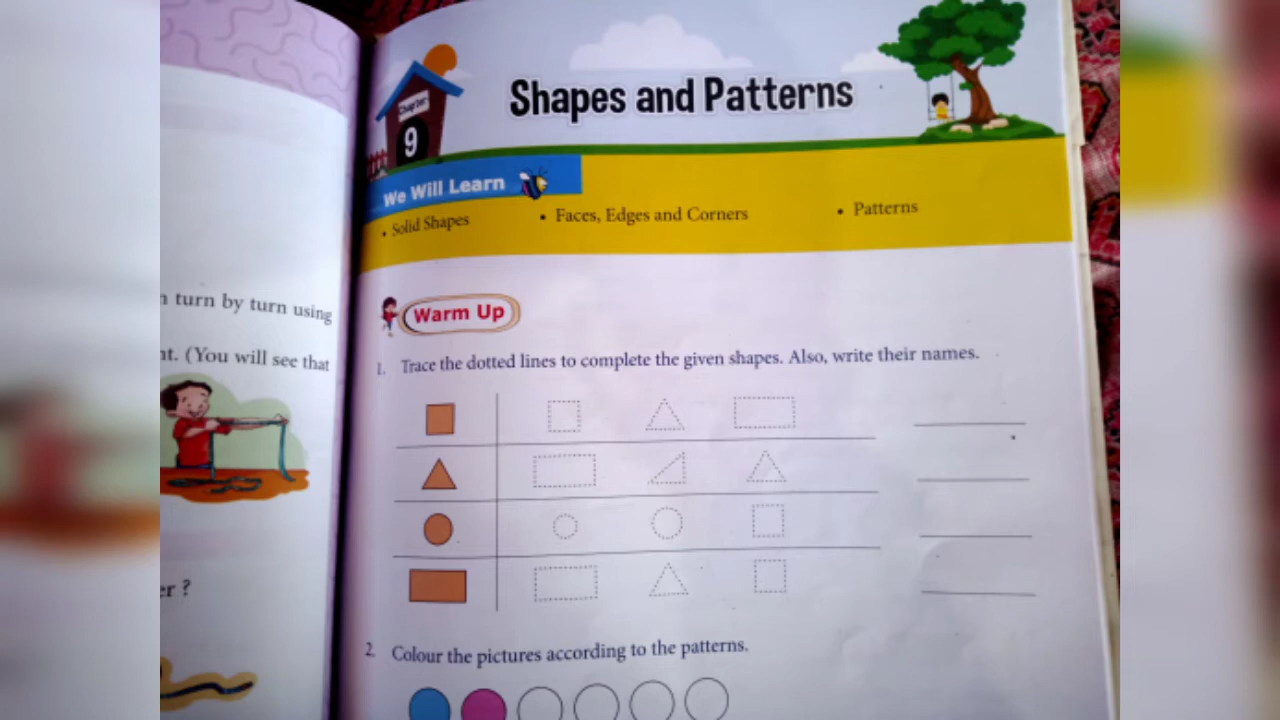 n turn by turn using
nt. (You will see that
er ?
Chapter
9
Shapes and Patterns
We Will Learn
• Solid Shapes
• Faces, Edges and Corners
• Patterns
Warm Up
1. Trace the dotted lines to complete the given shapes. Also, write their names.
2. Colour the pictures according to the patterns.